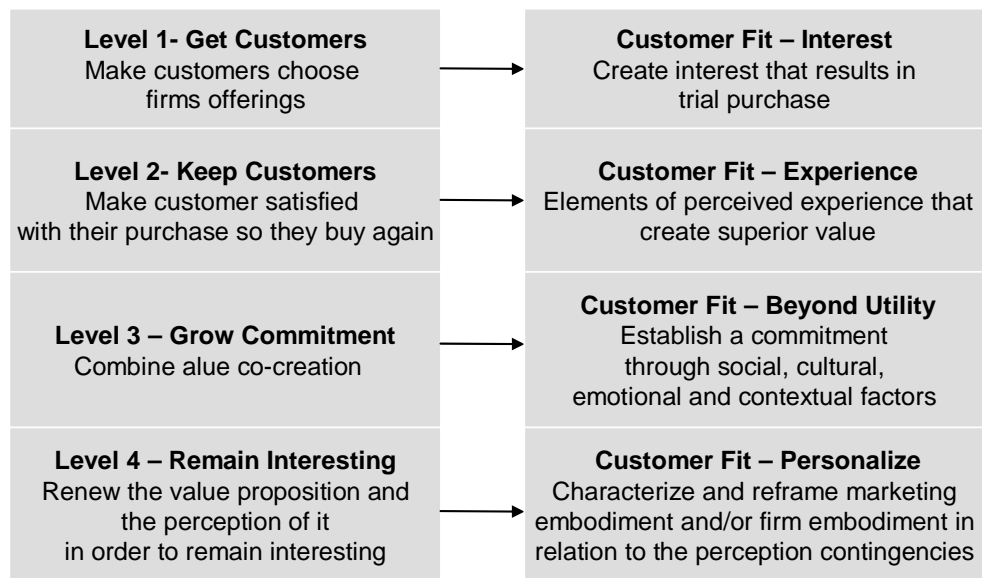 Level 1- Get Customers
Make customers choose
firms offerings
Customer Fit – Interest
Create interest that results in
trial purchase
Level 2- Keep Customers
Make customer satisfied
with their purchase so they buy again
Customer Fit – Experience
Elements of perceived experience that
create superior value
Level 3 – Grow Commitment
Combine alue co-creation
Customer Fit – Beyond Utility
Establish a commitment
through social, cultural,
emotional and contextual factors
Level 4 – Remain Interesting
Renew the value proposition and
the perception of it
in order to remain interesting
Customer Fit – Personalize
Characterize and reframe marketing
embodiment and/or firm embodiment in
relation to the perception contingencies